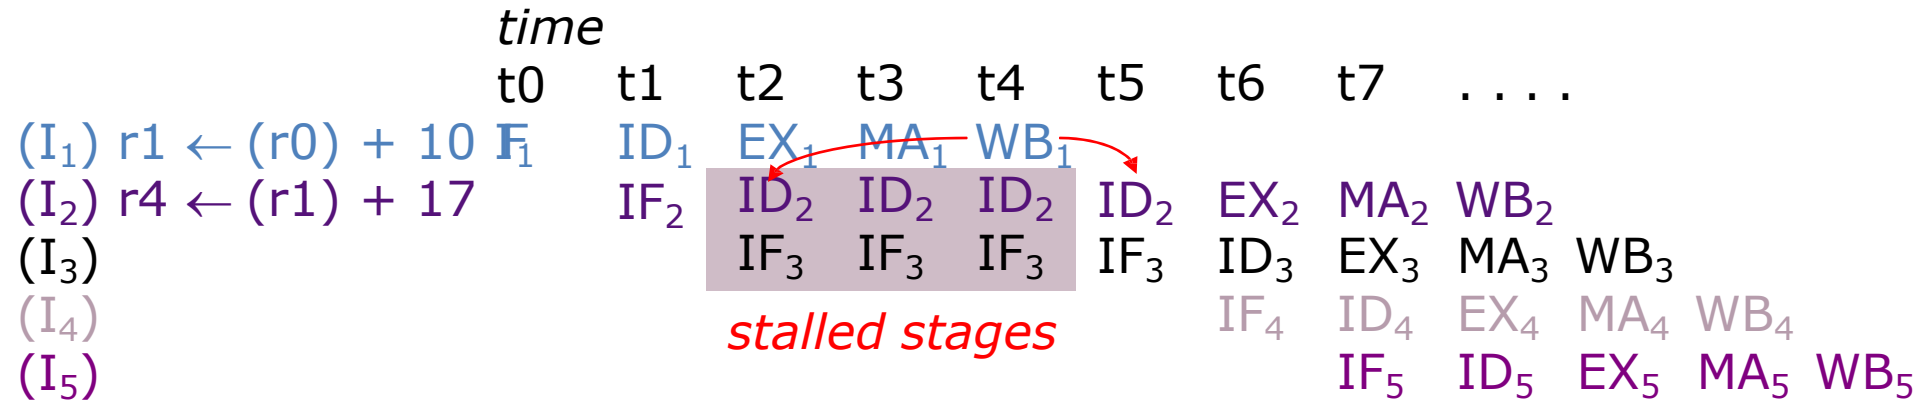 time
t0 t1 t2 t3 t4 t5 t6 t7 . . . .
(I₁) r1 ← (r0) + 10 IF₁ ID₁ EX₁ MA₁ WB₁
(I₂) r4 ← (r1) + 17 IF₂ ID₂ ID₂ ID₂ ID₂ EX₂ MA₂ WB₂
(I₃) IF₃ IF₃ IF₃ IF₃ ID₃ EX₃ MA₃ WB₃
(I₄) IF₄ ID₄ EX₄ MA₄ WB₄
stalled stages
(I₅) IF₅ ID₅ EX₅ MA₅ WB₅